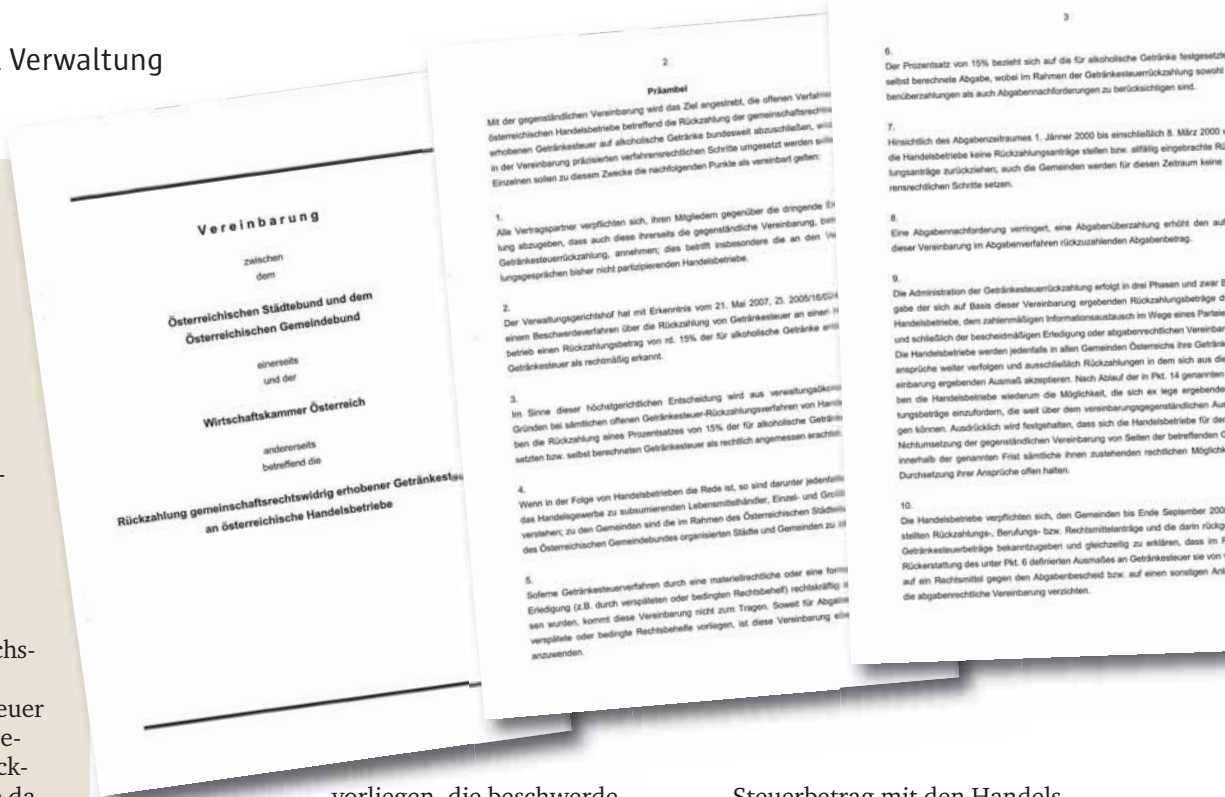 Verwaltung
Vereinbarung
zwischen
dem
Österreichischen Städtebund und dem
Österreichischen Gemeindebund
einerseits
und der
Wirtschaftskammer Österreich
andererseits
betreffend die
Rückzahlung gemeinschaftsrechtswidrig erhobener
an österreichische Handelsbetriebe
2
Präambel
Mit der gegenständlichen Vereinbarung wird das Ziel angestrebt, die offenen
österreichischen Handelsbetriebe betreffend die Rückzahlung der
erhobenen Getränkesteuer auf alkoholische Getränke bundesweit abzuschließen,
in der Vereinbarung präzisierten verfahrensrechtlichen Schritte umgesetzt werden
Einzelnen sollen zu diesem Zwecke die nachfolgenden Punkte als vereinbart gelten:
1.
Alle Vertragspartner verpflichten sich, ihren Mitgliedern gegenüber die dringende
lung abzugeben, dass auch diese ihrerseits die gegenständliche Vereinbarung,
Getränkesteuerrückzahlung, annehmen; dies betrifft insbesondere die an den
lungsgesprächen bisher nicht partizipierenden Handelsbetriebe.
2.
Der Verwaltungsgerichtshof hat mit Erkenntnis vom 21. Mai 2007, Zl.
einem Beschwerdeverfahren über die Rückzahlung von Getränkesteuer an einen
betrieb einen Rückzahlungsbetrag von rd. 15% der für alkoholische Getränke
Getränkesteuer als rechtmäßig erkannt.
3.
Im Sinne dieser höchstgerichtlichen Entscheidung wird aus
Gründen bei sämtlichen offenen Getränkesteuer-Rückzahlungsverfahren von
ben die Rückzahlung eines Prozentsatzes von 15% der für alkoholische
setzten bzw. selbst berechneten Getränkesteuer als rechtlich angemessen
4.
Wenn in der Folge von Handelsbetrieben die Rede ist, so sind darunter
das Handelsgewerbe zu subsumierenden Lebensmittelhändler, Einzel- und
verstehen; zu den Gemeinden sind die im Rahmen des Österreichischen
des Österreichischen Gemeindebundes organisierten Städte und Gemeinden zu
5.
Soferne Getränkesteuerverfahren durch eine materiellrechtliche oder eine
Erledigung (z.B. durch verspäteten oder bedingten Rechtsbehelf) rechtskräftig
sen wurden, kommt diese Vereinbarung nicht zum Tragen. Soweit für
verspätete oder bedingte Rechtsbehelfe vorliegen, ist diese Vereinbarung
anzuwenden.
3
6.
Der Prozentsatz von 15% bezieht sich auf die für alkoholische Getränke
selbst berechnete Abgabe, wobei im Rahmen der Getränkesteuerrückzahlung sowohl
benüberzahlungen als auch Abgabennachforderungen zu berücksichtigen sind.
7.
Hinsichtlich des Abgabenzeitraumes 1. Jänner 2000 bis einschließlich 8. März 2000
die Handelsbetriebe keine Rückzahlungsanträge stellen bzw. allfällig eingebrachte
lungsanträge zurückziehen; auch die Gemeinden werden für diesen Zeitraum keine
rensrechtlichen Schritte setzen.
8.
Eine Abgabennachforderung verringert, eine Abgabenüberzahlung erhöht den
dieser Vereinbarung im Abgabenverfahren rückzuzahlenden Abgabenbetrag.
9.
Die Administration der Getränkesteuerrückzahlung erfolgt in drei Phasen und zwar
gabe der sich auf Basis dieser Vereinbarung ergebenden Rückzahlungsbeträge
Handelsbetriebe, dem zahlenmäßigen Informationsaustausch im Wege eines
und schließlich der bescheidmäßigen Erledigung oder abgabenrechtlichen
Die Handelsbetriebe werden jedenfalls in allen Gemeinden Österreichs ihre
ansprüche weiter verfolgen und ausschließlich Rückzahlungen in dem sich aus
einbarung ergebenden Ausmaß akzeptieren. Nach Ablauf der in Pkt. 14 genannten
ben die Handelsbetriebe wiederum die Möglichkeit, die sich ex lege ergebenden
tungsbeträge einzufordern, die weit über dem vereinbarungsgegenständlichen
gen können. Ausdrücklich wird festgehalten, dass sich die Handelsbetriebe für den
Nichtumsetzung der gegenständlichen Vereinbarung von Seiten der betreffenden
innerhalb der genannten Frist sämtliche ihnen zustehenden rechtlichen
Durchsetzung ihrer Ansprüche offen halten.
10.
Die Handelsbetriebe verpflichten sich, den Gemeinden bis Ende September
stellten Rückzahlungs-, Berufungs- bzw. Rechtsmittelanträge und die darin
Getränkesteuerbeträge bekanntzugeben und gleichzeitig zu erklären, dass im
Rückerstattung des unter Pkt. 6 definierten Ausmaßes an Getränkesteuer sie von
auf ein Rechtsmittel gegen den Abgabenbescheid bzw. auf einen sonstigen
die abgabenrechtliche Vereinbarung verzichten.
chs-
euer
e-
ck-
da
vorliegen, die beschwerde
Steuerbetrag mit den Handels